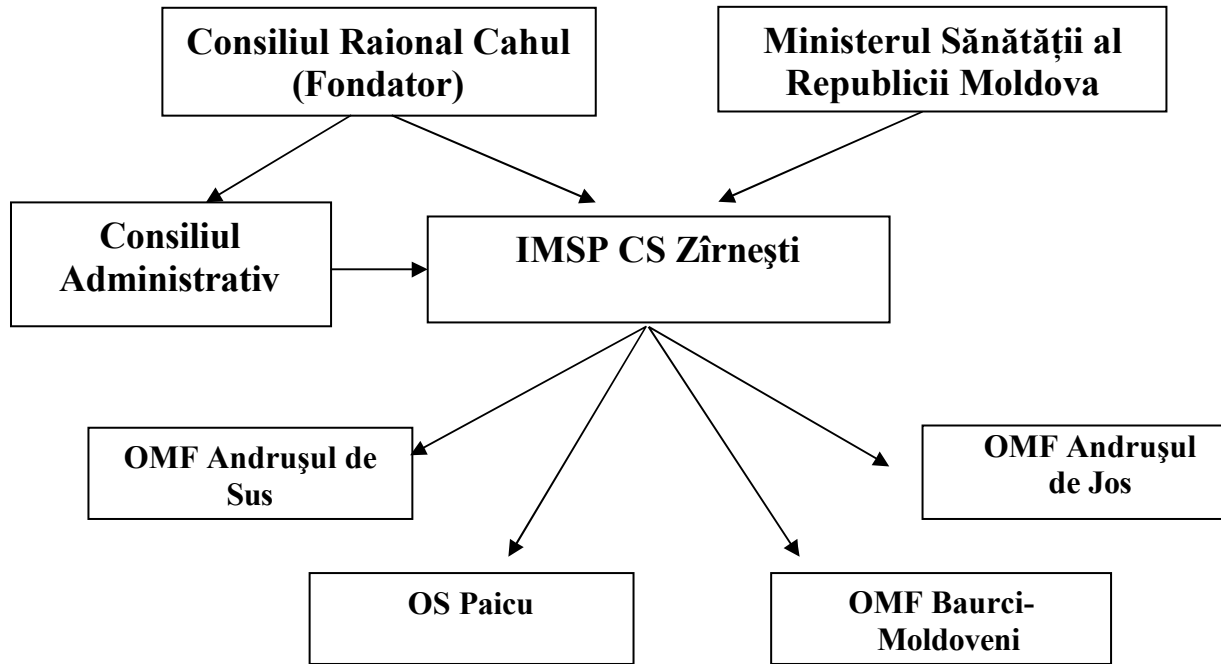 Consiliul Raional Cahul
(Fondator)
Ministerul Sănătății al
Republicii Moldova
Consiliul
Administrativ
IMSP CS Zîrneşti
OMF Andruşul de
Sus
OMF Andruşul
de Jos
OS Paicu
OMF Baurci-
Moldoveni